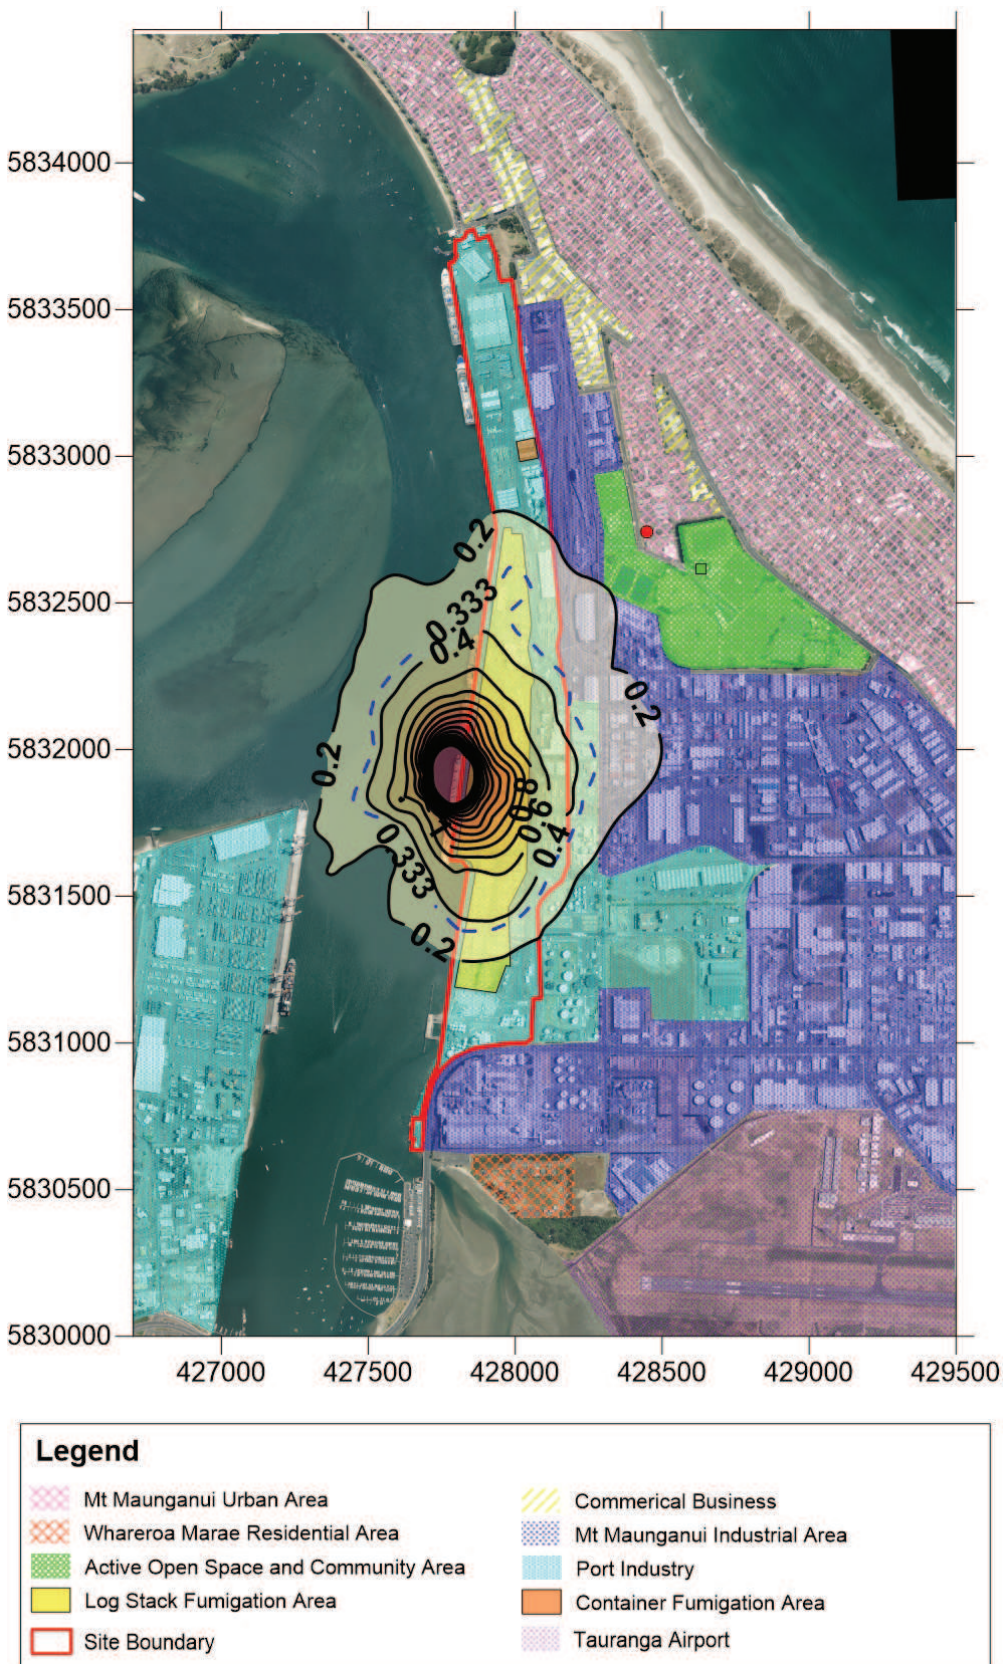 5834000
5833500
5833000
5832500
5832000
5831500
5831000
5830500
5830000
0.2
0.333
0.4
0.2
0.2
0.8
0.6
0.4
1
0.333
0.2
427000 427500 428000 428500 429000 429500
Legend
Mt Maunganui Urban Area
Whareroa Marae Residential Area
Active Open Space and Community Area
Log Stack Fumigation Area
Site Boundary
Commerical Business
Mt Maunganui Industrial Area
Port Industry
Container Fumigation Area
Tauranga Airport